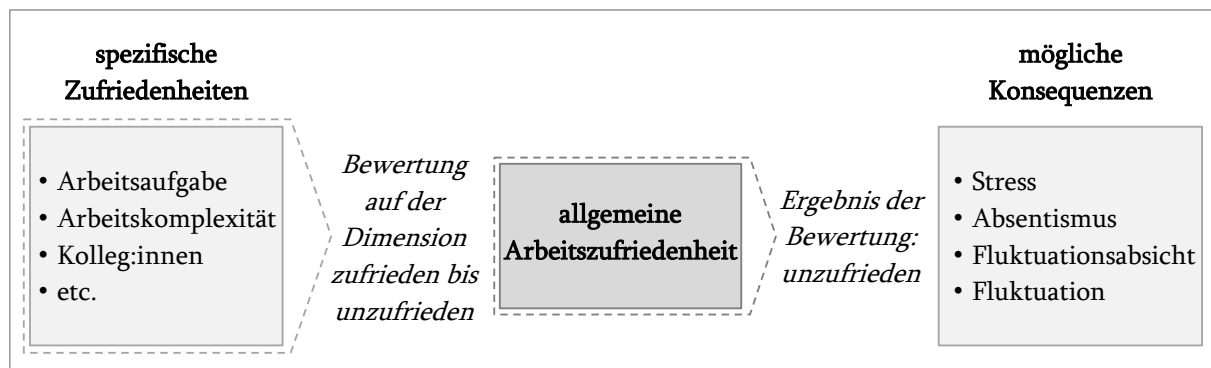 spezifische
Zufriedenheiten
• Arbeitsaufgabe
• Arbeitskomplexität
• Kolleg:innen
• etc.
Bewertung
auf der
Dimension
zufrieden bis
unzufrieden
allgemeine
Arbeitszufriedenheit
Ergebnis der
Bewertung:
unzufrieden
mögliche
Konsequenzen
• Stress
• Absentismus
• Fluktuationsabsicht
• Fluktuation